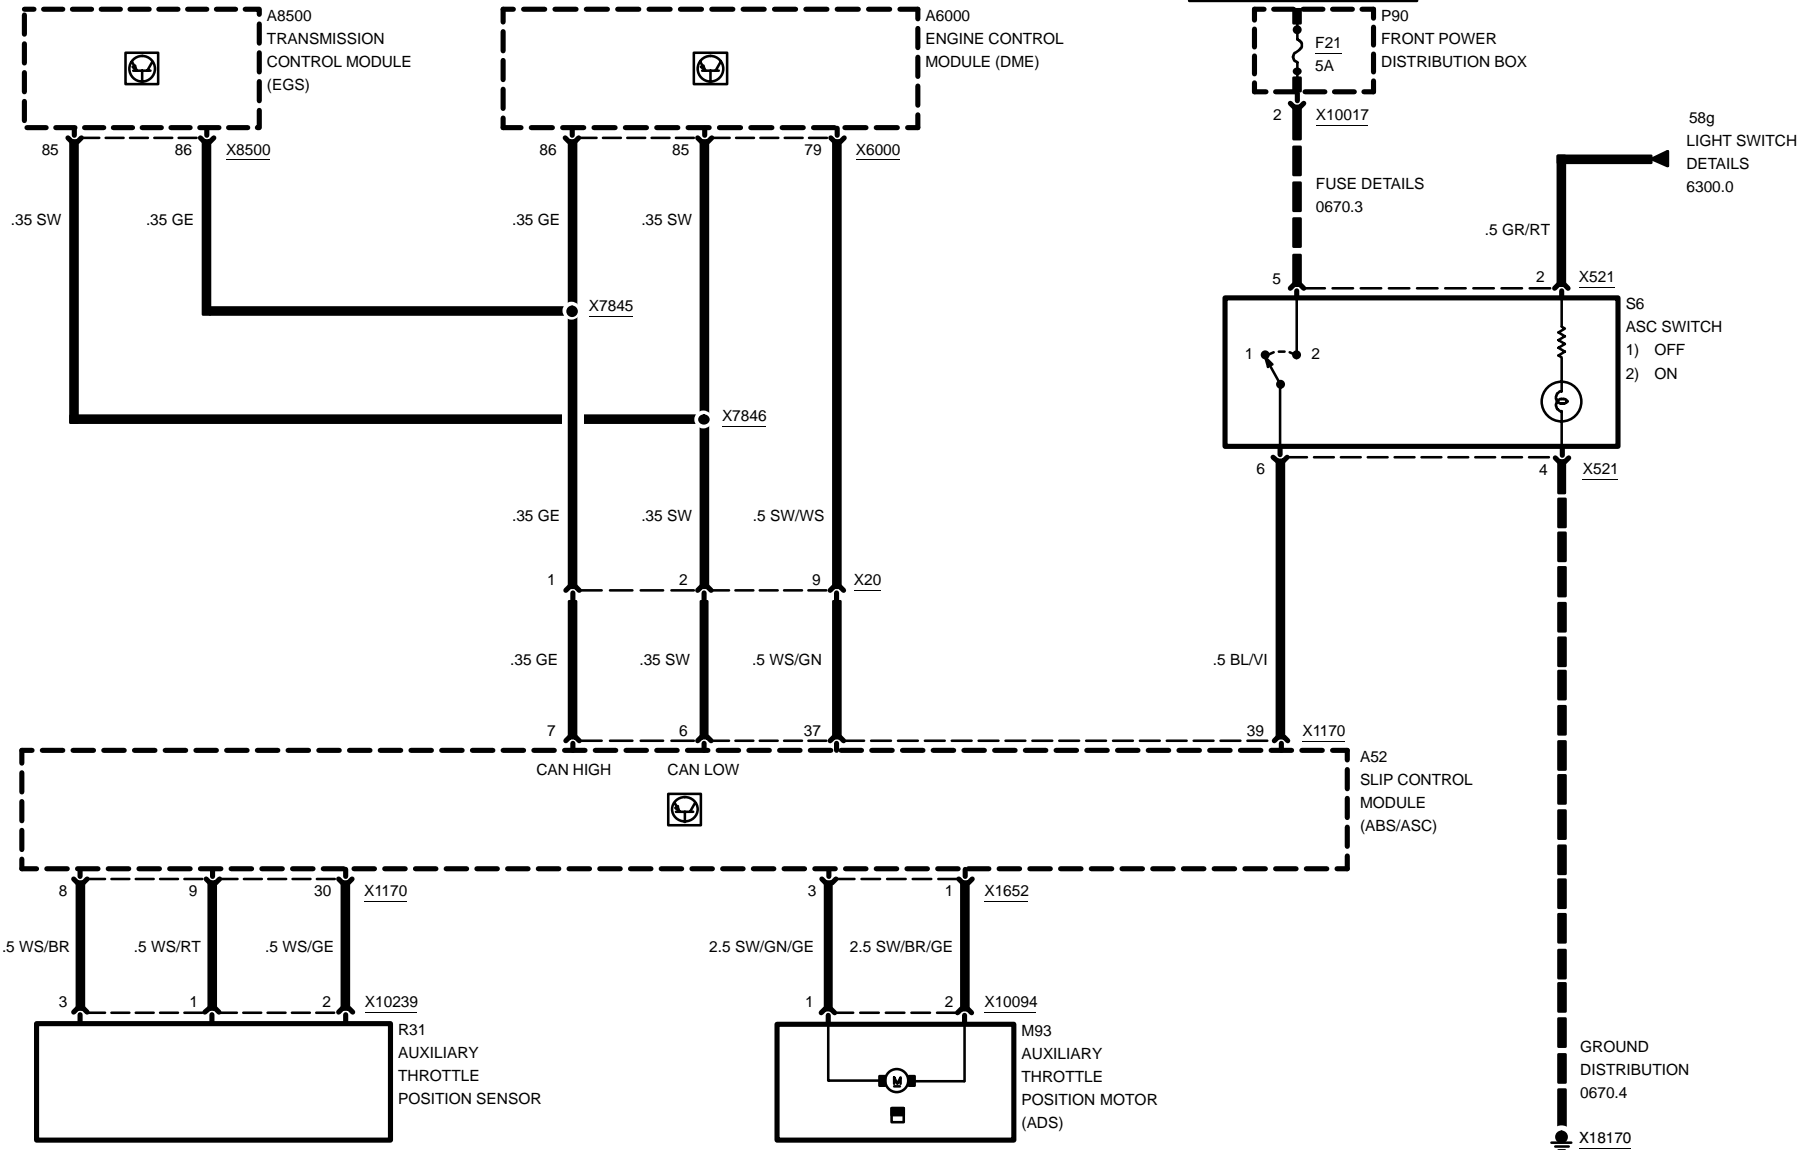 A8500
TRANSMISSION
CONTROL MODULE
(EGS)
A6000
ENGINE CONTROL
MODULE (DME)
P90
FRONT POWER
DISTRIBUTION BOX
F21
5A
2 X10017
58g
LIGHT SWITCH
DETAILS
6300.0
85 86 X8500
86 85 79 X6000
FUSE DETAILS
0670.3
.35 SW .35 GE .35 GE .35 SW
.5 GR/RT
5 2 X521
X7845
S6
ASC SWITCH
1) OFF
2) ON
1 2
X7846
6 4 X521
.35 GE .35 SW .5 SW/WS
1 2 9 X20
.35 GE .35 SW .5 WS/GN .5 BL/VI
7 6 37 39 X1170
CAN HIGH CAN LOW
A52
SLIP CONTROL
MODULE
(ABS/ASC)
8 9 30 X1170
3 1 X1652
.5 WS/BR .5 WS/RT .5 WS/GE
2.5 SW/GN/GE 2.5 SW/BR/GE
3 1 2 X10239
1 2 X10094
R31
AUXILIARY
THROTTLE
POSITION SENSOR
M
M93
AUXILIARY
THROTTLE
POSITION MOTOR
(ADS)
GROUND
DISTRIBUTION
0670.4
X18170